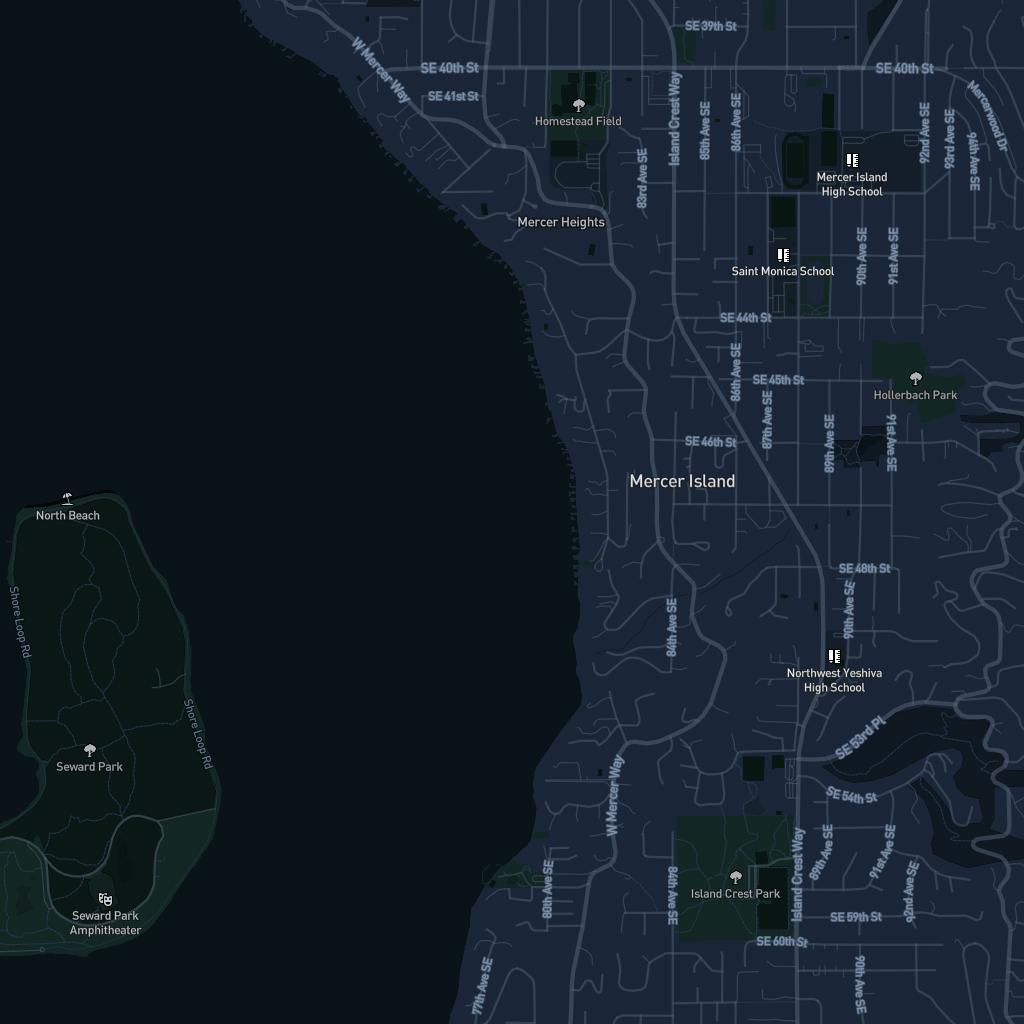 SE 39th St
W Mercer Way
SE 40th St
SE 40th St
SE 41st St
Mercerwood Dr
Homestead Field
Island Crest Way
85th Ave SE
86th Ave SE
92nd Ave SE
93rd Ave SE
94th Ave SE
83rd Ave SE
Mercer Island
High School
Mercer Heights
90th Ave SE
91st Ave SE
Saint Monica School
SE 44th St
86th Ave SE
SE 45th St
Hollerbach Park
87th Ave SE
89th Ave SE
91st Ave SE
SE 46th St
Mercer Island
North Beach
SE 48th St
Shore Loop Rd
84th Ave SE
90th Ave SE
Northwest Yeshiva
High School
Shore Loop Rd
SE 53rd Pl
Seward Park
W Mercer Way
SE 54th St
Island Crest Way
89th Ave SE
91st Ave SE
80th Ave SE
84th Ave SE
Island Crest Park
92nd Ave SE
Seward Park
Amphitheater
SE 59th St
SE 60th St
77th Ave SE
90th Ave SE